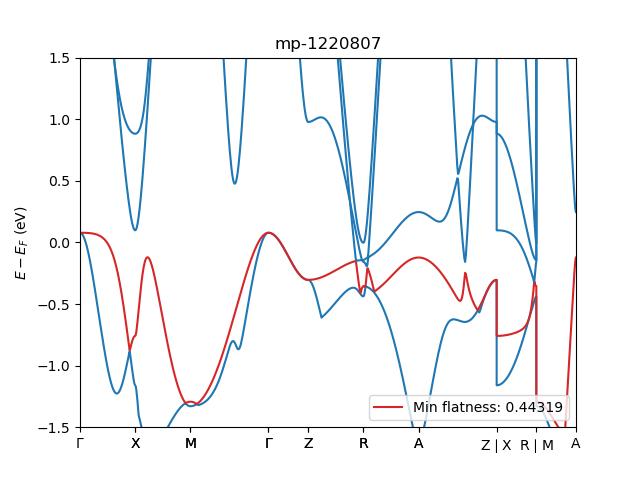 mp-1220807
E − E_F (eV)
1.5
1.0
0.5
0.0
−0.5
−1.0
−1.5
Min flatness: 0.44319
Γ X M Γ Z R A Z | X R | M A